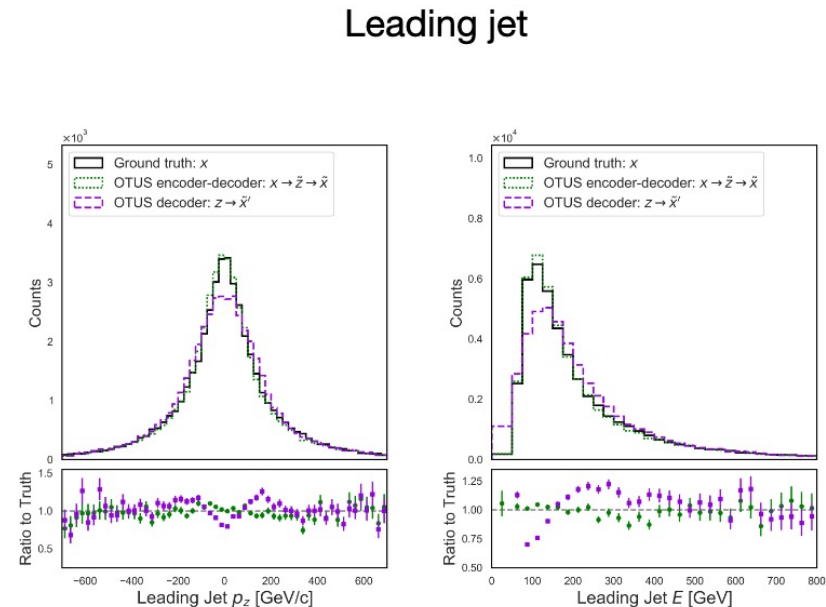 Leading jet
×10³
5
4
3
2
1
0
Counts
Ground truth: x
OTUS encoder-decoder: x → z̃ → x̃
OTUS decoder: z → x̃′
1.5
1.0
0.5
Ratio to Truth
−600 −400 −200 0 200 400 600
Leading Jet p_z [GeV/c]
×10⁴
1.0
0.8
0.6
0.4
0.2
0.0
Counts
Ground truth: x
OTUS encoder-decoder: x → z̃ → x̃
OTUS decoder: z → x̃′
1.25
1.00
0.75
0.50
Ratio to Truth
0 100 200 300 400 500 600 700 800
Leading Jet E [GeV]